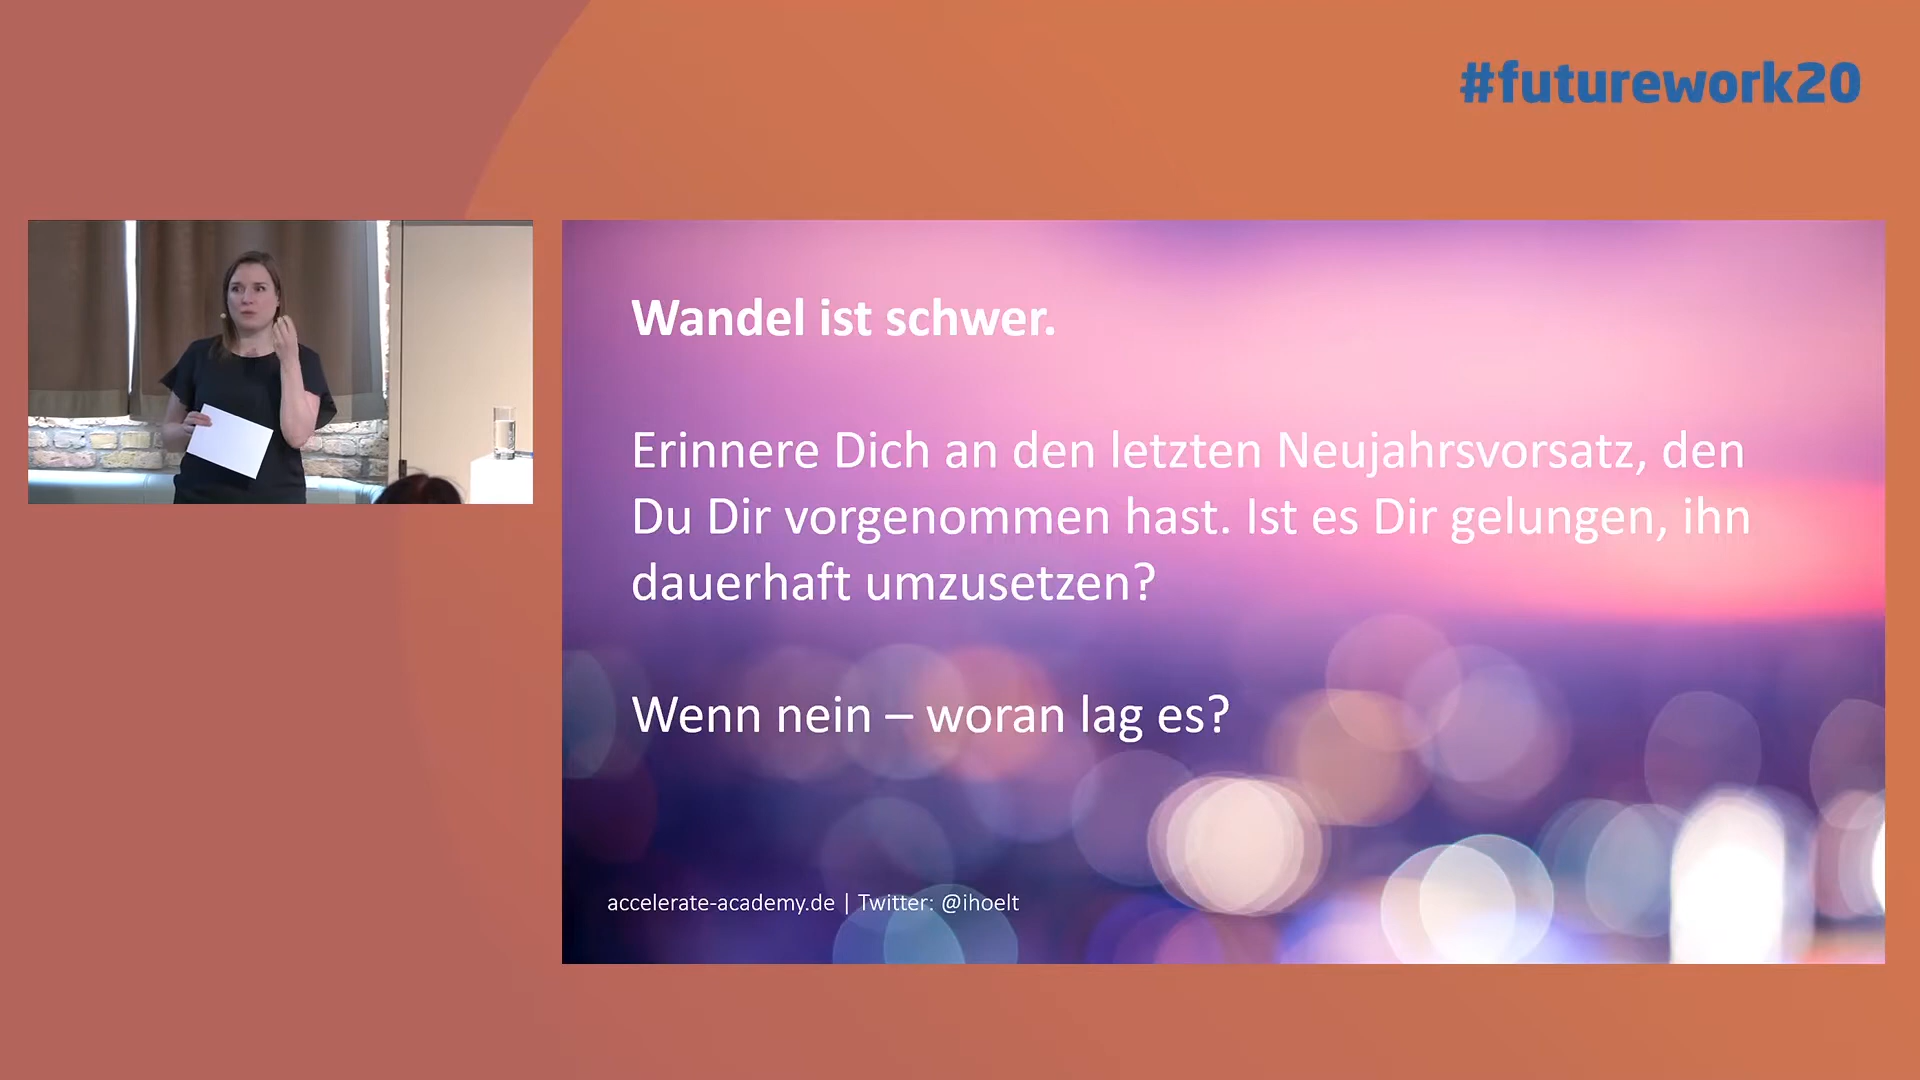 #futurework20
Wandel ist schwer.
Erinnere Dich an den letzten Neujahrsvorsatz, den
Du Dir vorgenommen hast. Ist es Dir gelungen, ihn
dauerhaft umzusetzen?
Wenn nein – woran lag es?
accelerate-academy.de | Twitter: @ihoelt